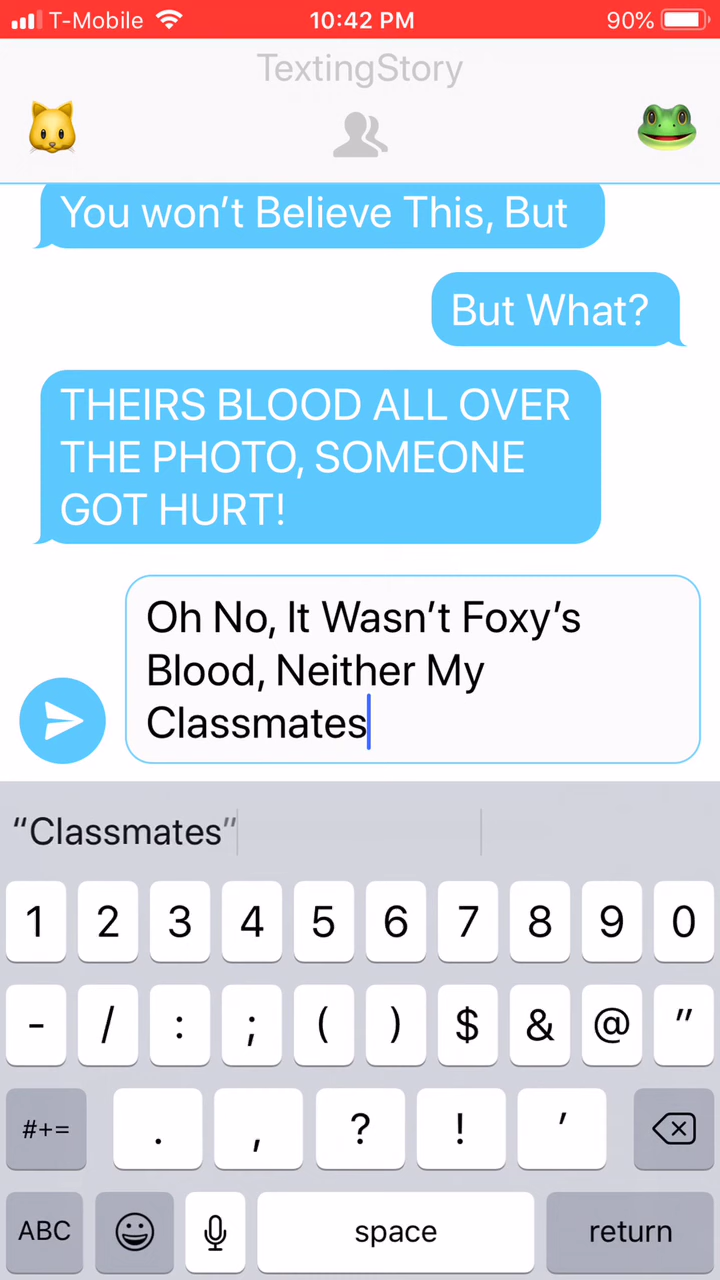 T-Mobile 10:42 PM 90%
TextingStory
You won't Believe This, But
But What?
THEIRS BLOOD ALL OVER
THE PHOTO, SOMEONE
GOT HURT!
Oh No, It Wasn't Foxy's
Blood, Neither My
Classmates
“Classmates”
1 2 3 4 5 6 7 8 9 0
- / : ; ( ) $ & @ "
#+= . , ? ! '
ABC space return